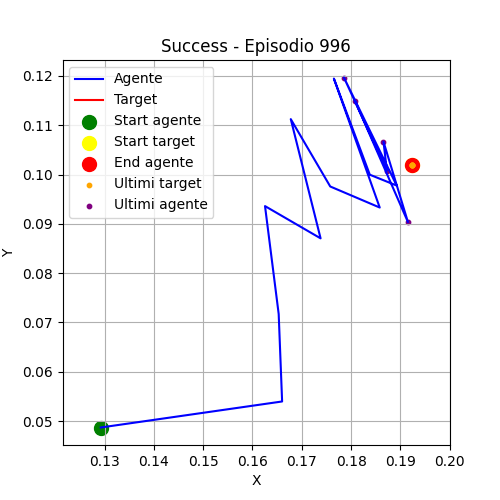 Success - Episodio 996
Agente
Target
Start agente
Start target
End agente
Ultimi target
Ultimi agente
0.12
0.11
0.10
0.09
0.08
0.07
0.06
0.05
Y
0.13 0.14 0.15 0.16 0.17 0.18 0.19 0.20
X